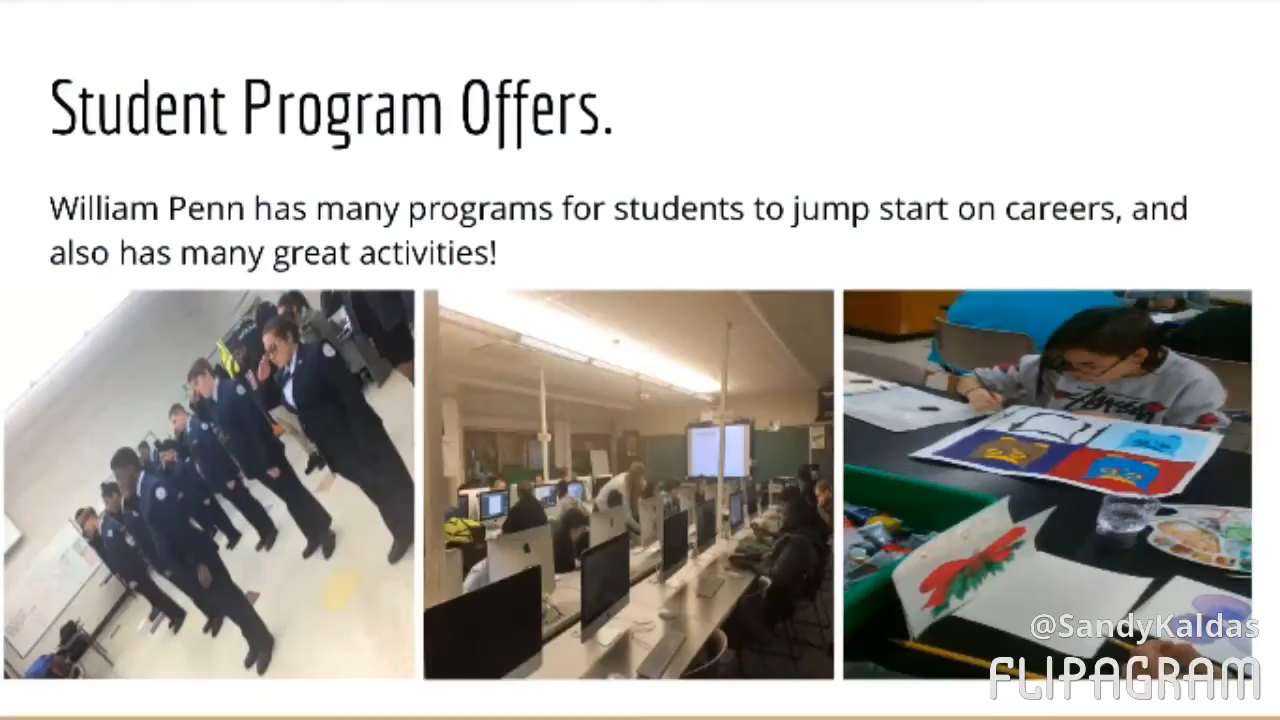 Student Program Offers.
William Penn has many programs for students to jump start on careers, and
also has many great activities!
@SandyKaldas
FLIPAGRAM